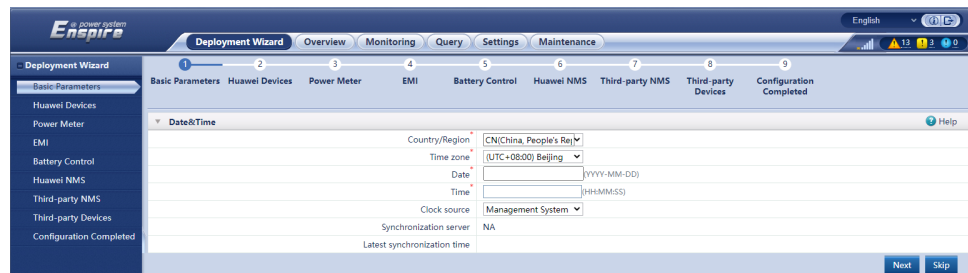 e power system
Enspire
English
Deployment Wizard Overview Monitoring Query Settings Maintenance
13 3 0
Deployment Wizard
Basic Parameters
Huawei Devices
Power Meter
EMI
Battery Control
Huawei NMS
Third-party NMS
Third-party Devices
Configuration Completed
1 2 3 4 5 6 7 8 9
Basic Parameters Huawei Devices Power Meter EMI Battery Control Huawei NMS Third-party NMS Third-party Configuration
Devices Completed
Date&Time Help
Country/Region * CN(China, People's Rep
Time zone * (UTC+08:00) Beijing
Date * (YYYY-MM-DD)
Time * (HH:MM:SS)
Clock source Management System
Synchronization server NA
Latest synchronization time
Next Skip